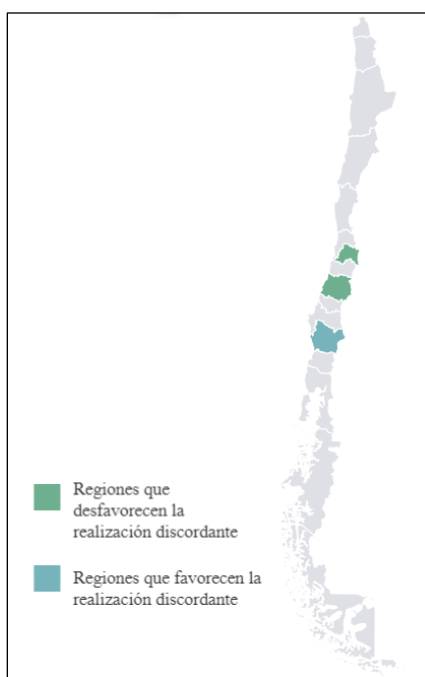 Regiones que
desfavorecen la
realización discordante
Regiones que favorecen la
realización discordante